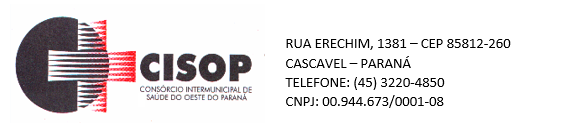 CISOP
CONSÓRCIO INTERMUNICIPAL DE
SAÚDE DO OESTE DO PARANÁ
RUA ERECHIM, 1381 – CEP 85812-260
CASCAVEL – PARANÁ
TELEFONE: (45) 3220-4850
CNPJ: 00.944.673/0001-08